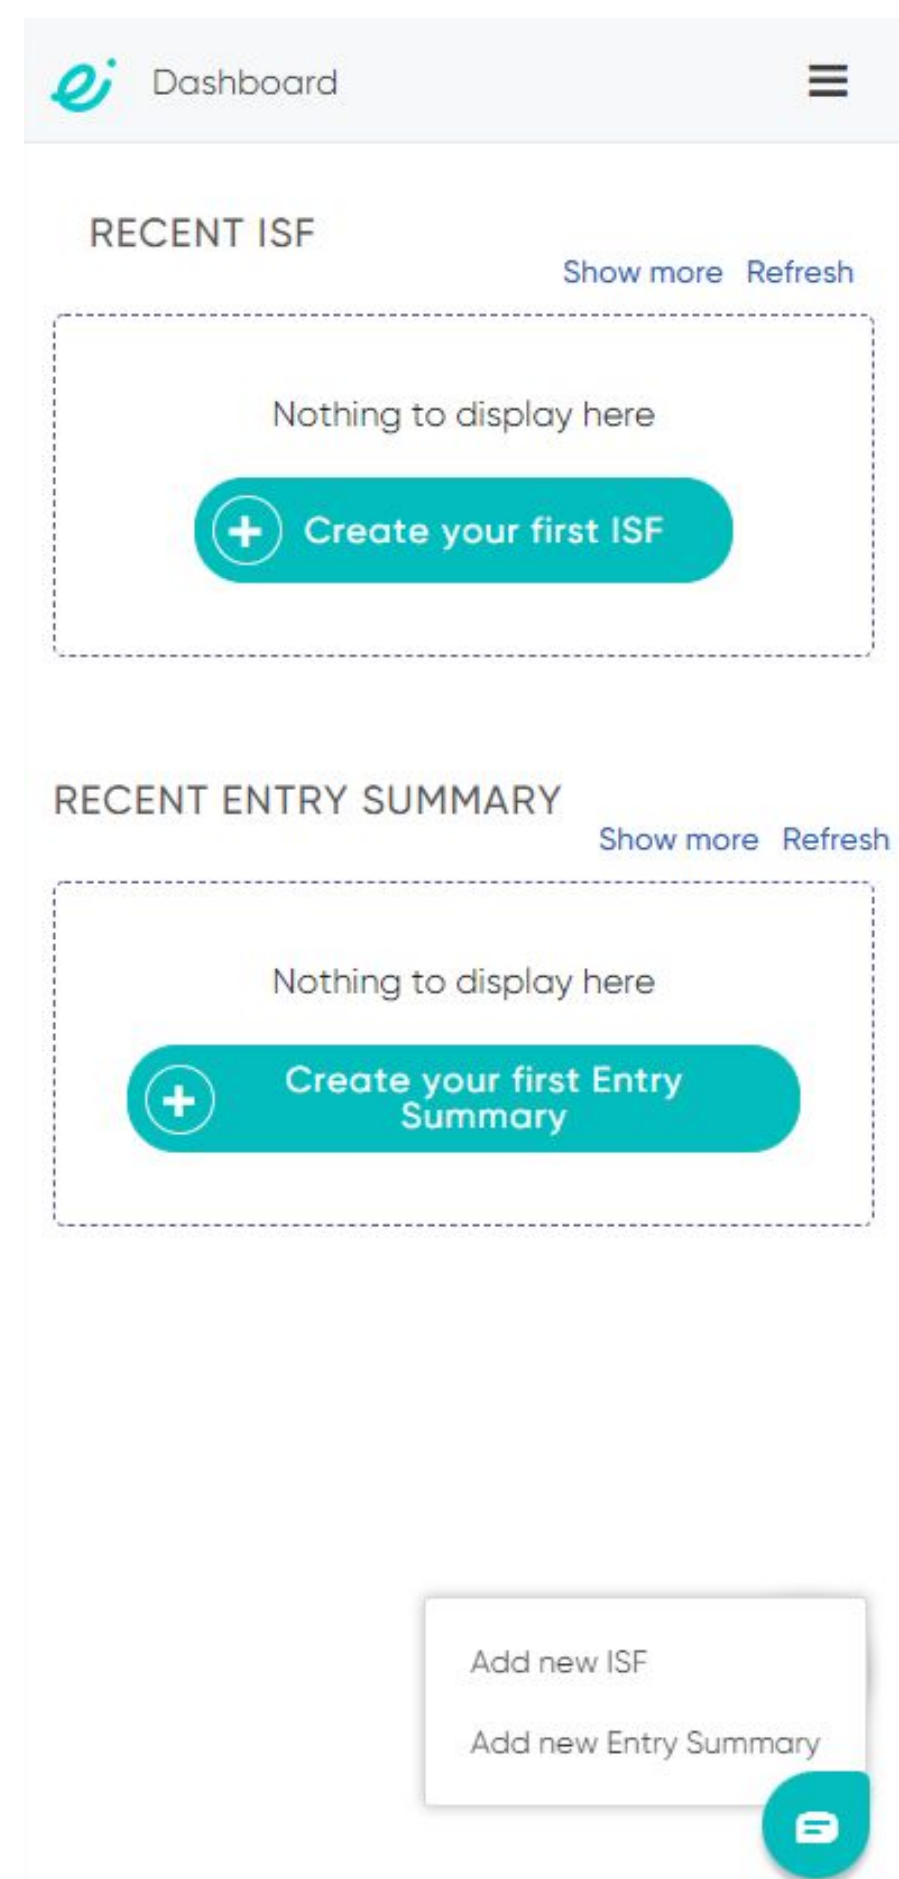 ei Dashboard
RECENT ISF
Show more Refresh
Nothing to display here
Create your first ISF
RECENT ENTRY SUMMARY
Show more Refresh
Nothing to display here
Create your first Entry
Summary
Add new ISF
Add new Entry Summary